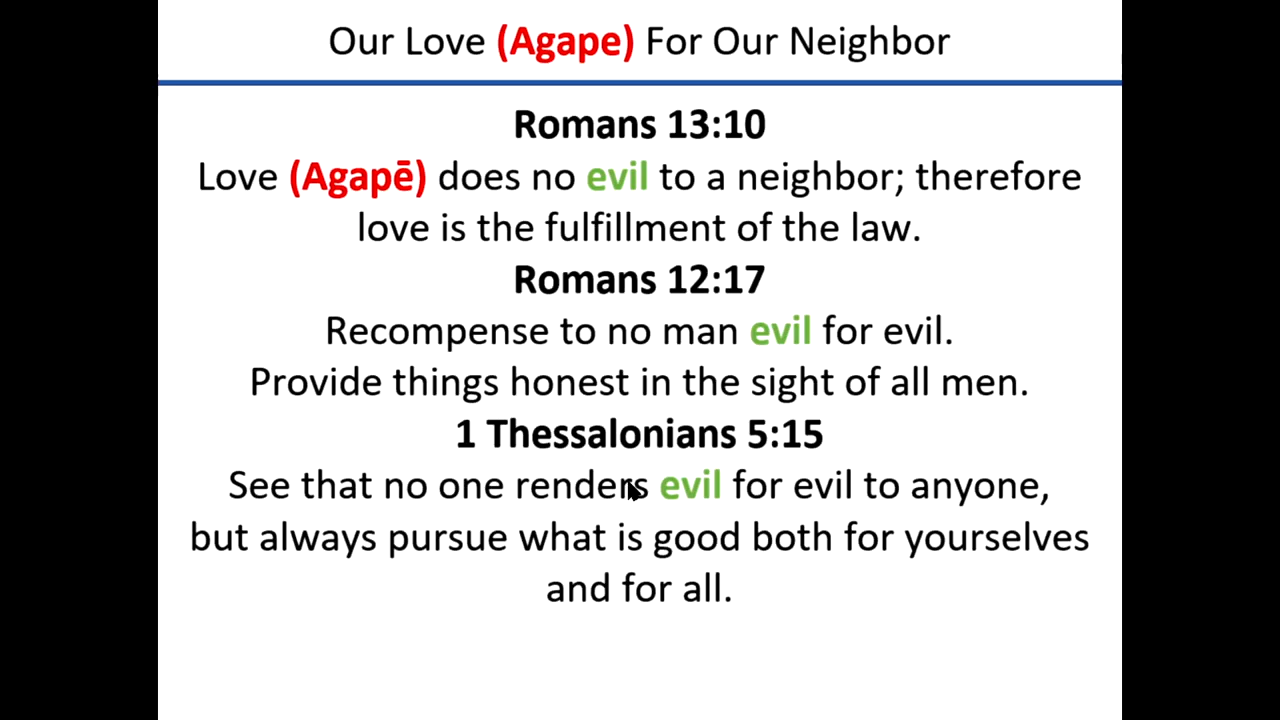 Our Love (Agape) For Our Neighbor
Romans 13:10
Love (Agapē) does no evil to a neighbor; therefore
love is the fulfillment of the law.
Romans 12:17
Recompense to no man evil for evil.
Provide things honest in the sight of all men.
1 Thessalonians 5:15
See that no one renders evil for evil to anyone,
but always pursue what is good both for yourselves
and for all.